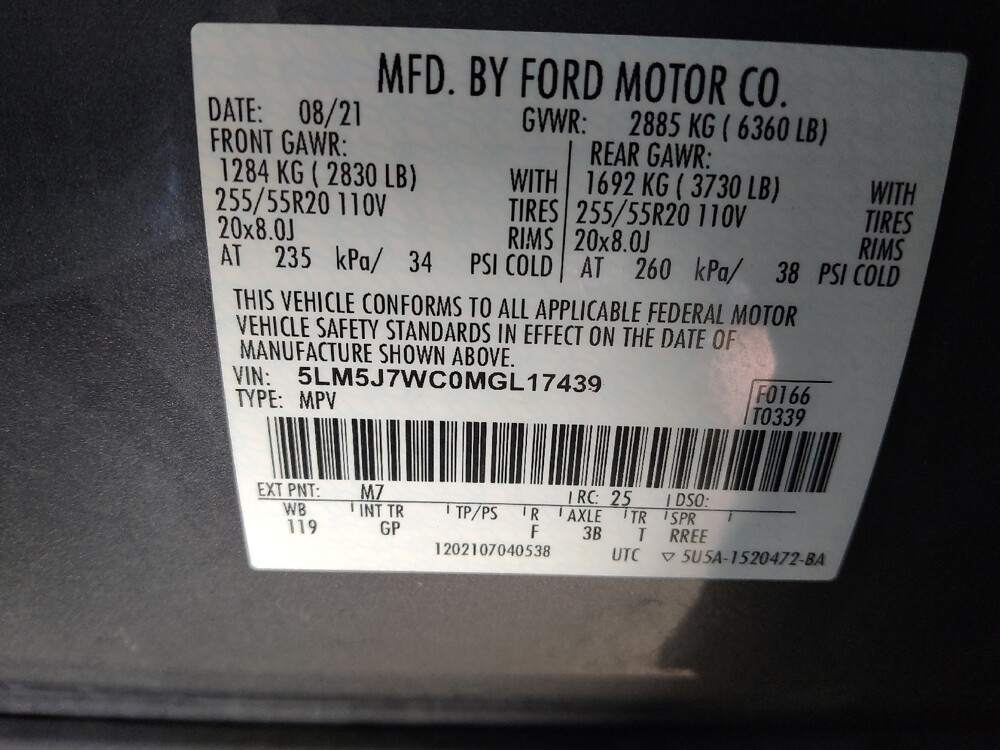 MFD. BY FORD MOTOR CO.
DATE: 08/21 GVWR: 2885 KG ( 6360 LB)
FRONT GAWR: REAR GAWR:
1284 KG ( 2830 LB) WITH 1692 KG ( 3730 LB) WITH
255/55R20 110V TIRES 255/55R20 110V TIRES
20x8.0J RIMS 20x8.0J RIMS
AT 235 kPa/ 34 PSI COLD AT 260 kPa/ 38 PSI COLD
THIS VEHICLE CONFORMS TO ALL APPLICABLE FEDERAL MOTOR
VEHICLE SAFETY STANDARDS IN EFFECT ON THE DATE OF
MANUFACTURE SHOWN ABOVE.
VIN: 5LM5J7WC0MGL17439
TYPE: MPV
F0166
T0339
EXT PNT: M7 RC: 25 DSO:
WB INT TR TP/PS R AXLE TR SPR
119 GP F 3B T RREE
1202107040538 UTC ▽ 5U5A-1520472-BA